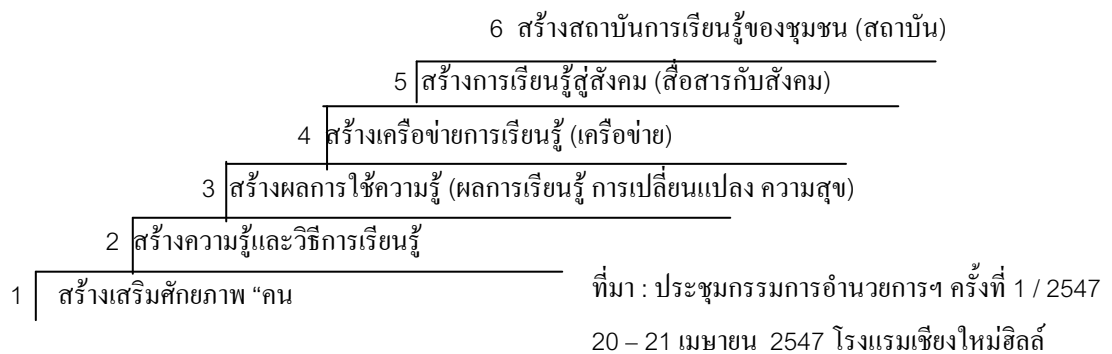 6 สร้างสถาบันการเรียนรู้ของชุมชน (สถาบัน)
5 สร้างการเรียนรู้สู่สังคม (สื่อสารกับสังคม)
4 สร้างเครือข่ายการเรียนรู้ (เครือข่าย)
3 สร้างผลการใช้ความรู้ (ผลการเรียนรู้ การเปลี่ยนแปลง ความสุข)
2 สร้างความรู้และวิธีการเรียนรู้
1 สร้างเสริมศักยภาพ “คน
ที่มา : ประชุมกรรมการอำนวยการฯ ครั้งที่ 1 / 2547
20 – 21 เมษายน 2547 โรงแรมเชียงใหม่ฮิลล์